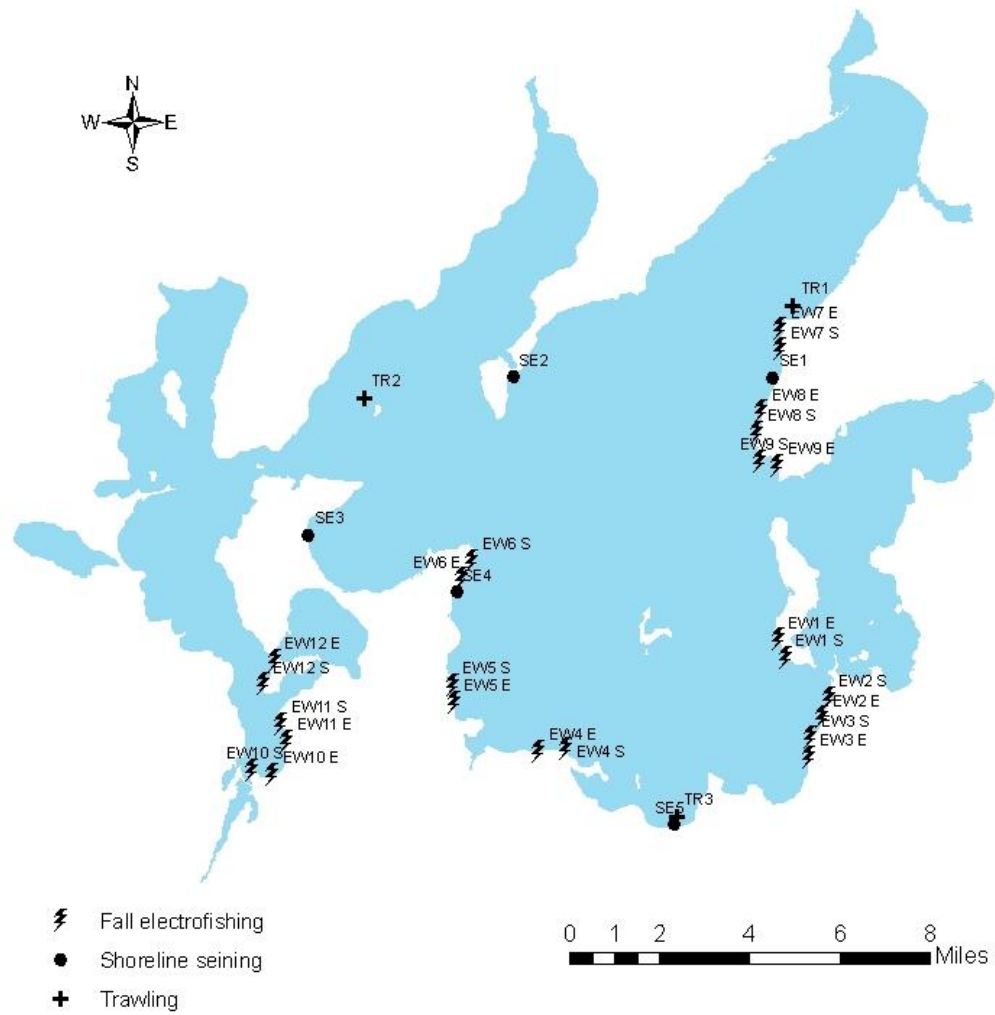 N
W E
S
TR1
EW7 E
EW7 S
SE1
SE2
TR2
EW8 E
EW8 S
EW9 S
EW9 E
SE3
EW6 S
EW6 E
SE4
EW1 E
EW1 S
EW12 E
EW12 S
EW5 S
EW5 E
EW2 S
EW2 E
EW3 S
EW3 E
EW11 S
EW11 E
EW4 E
EW4 S
EW10 S
EW10 E
TR3
SE5
Fall electrofishing
Shoreline seining
Trawling
0 1 2 4 6 8
Miles